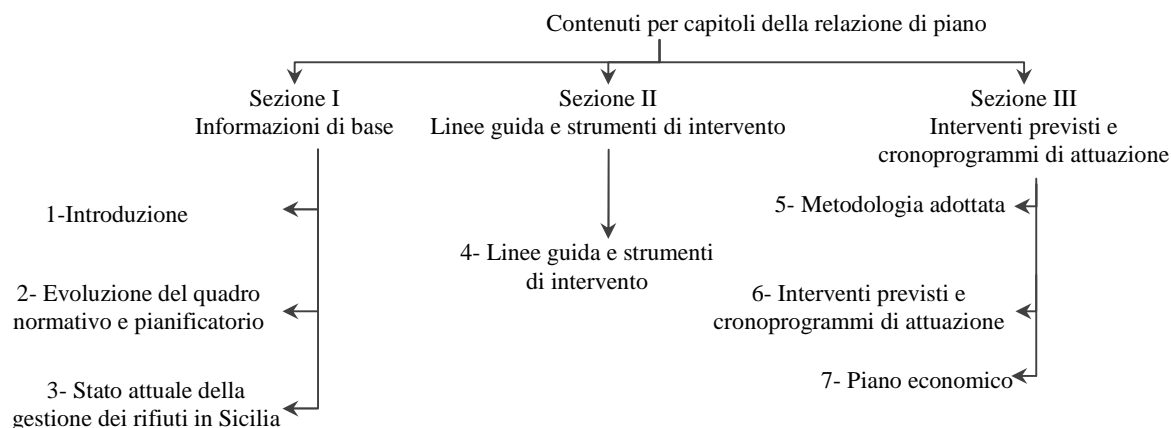 Contenuti per capitoli della relazione di piano
Sezione I
Informazioni di base
1-Introduzione
2- Evoluzione del quadro
normativo e pianificatorio
3- Stato attuale della
gestione dei rifiuti in Sicilia
Sezione II
Linee guida e strumenti di intervento
4- Linee guida e strumenti
di intervento
Sezione III
Interventi previsti e
cronoprogrammi di attuazione
5- Metodologia adottata
6- Interventi previsti e
cronoprogrammi di attuazione
7- Piano economico